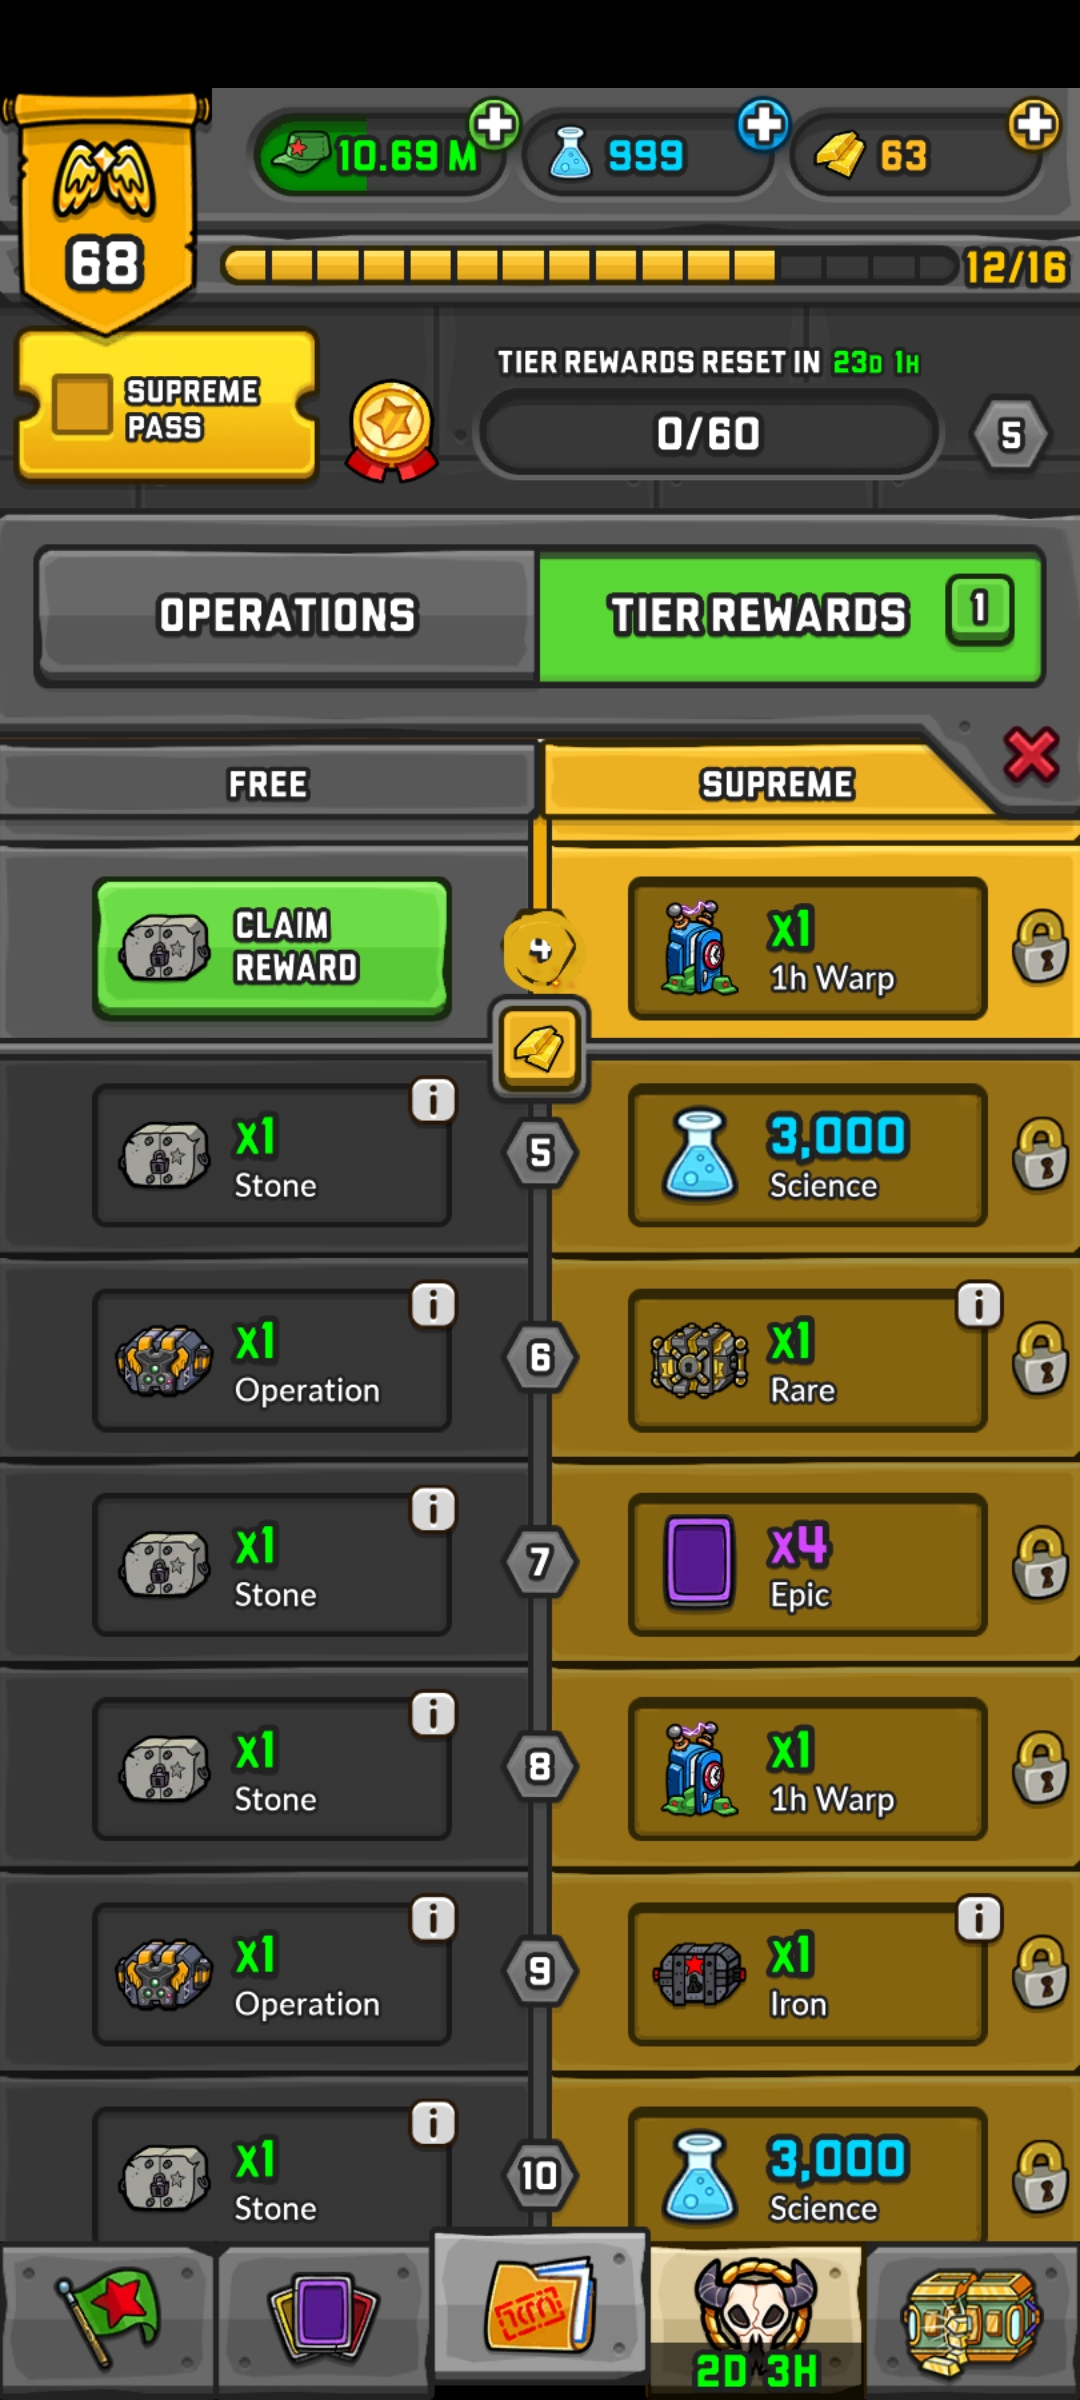 10.69 M
999
63
68
12/16
SUPREME
PASS
TIER REWARDS RESET IN 23D 1H
0/60
5
OPERATIONS
TIER REWARDS
1
FREE
SUPREME
CLAIM
REWARD
4
X1
1h Warp
X1
Stone
i
5
3,000
Science
X1
Operation
i
6
X1
Rare
i
X1
Stone
i
7
X4
Epic
X1
Stone
i
8
X1
1h Warp
X1
Operation
i
9
X1
Iron
i
X1
Stone
i
10
3,000
Science
2D 3H